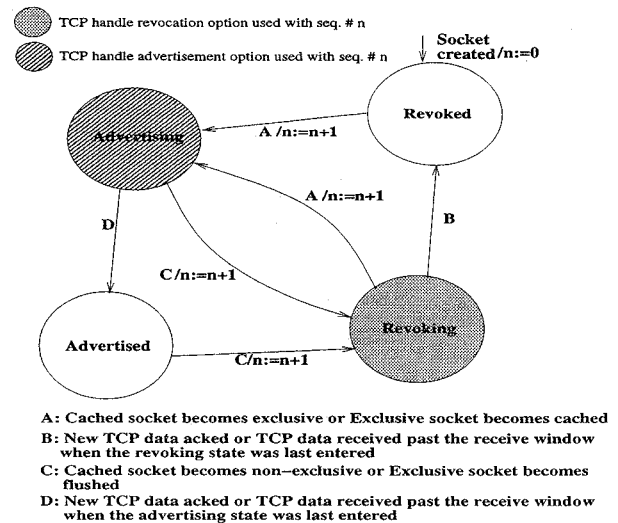 TCP handle revocation option used with seq. # n
TCP handle advertisement option used with seq. # n
Socket
created/n:=0
Revoked
Advertising
A /n:=n+1
A /n:=n+1
B
D
C/n:=n+1
Revoking
Advertised
C/n:=n+1
A: Cached socket becomes exclusive or Exclusive socket becomes cached
B: New TCP data acked or TCP data received past the receive window
when the revoking state was last entered
C: Cached socket becomes non-exclusive or Exclusive socket becomes
flushed
D: New TCP data acked or TCP data received past the receive window
when the advertising state was last entered